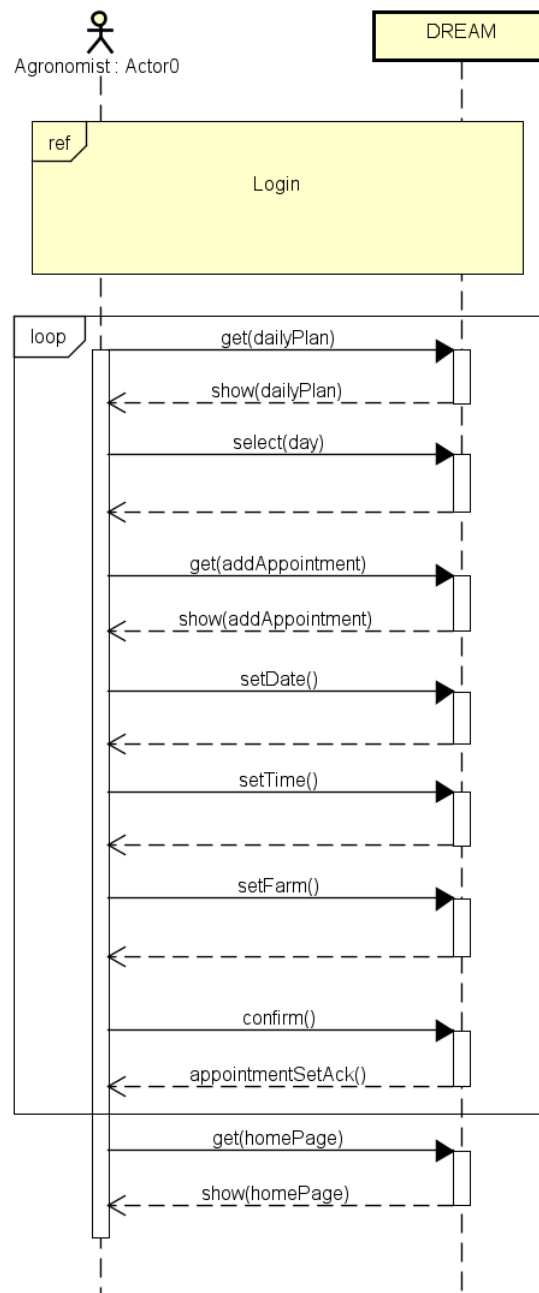 DREAM
Agronomist : Actor0
ref
Login
loop
get(dailyPlan)
show(dailyPlan)
select(day)
get(addAppointment)
show(addAppointment)
setDate()
setTime()
setFarm()
confirm()
appointmentSetAck()
get(homePage)
show(homePage)